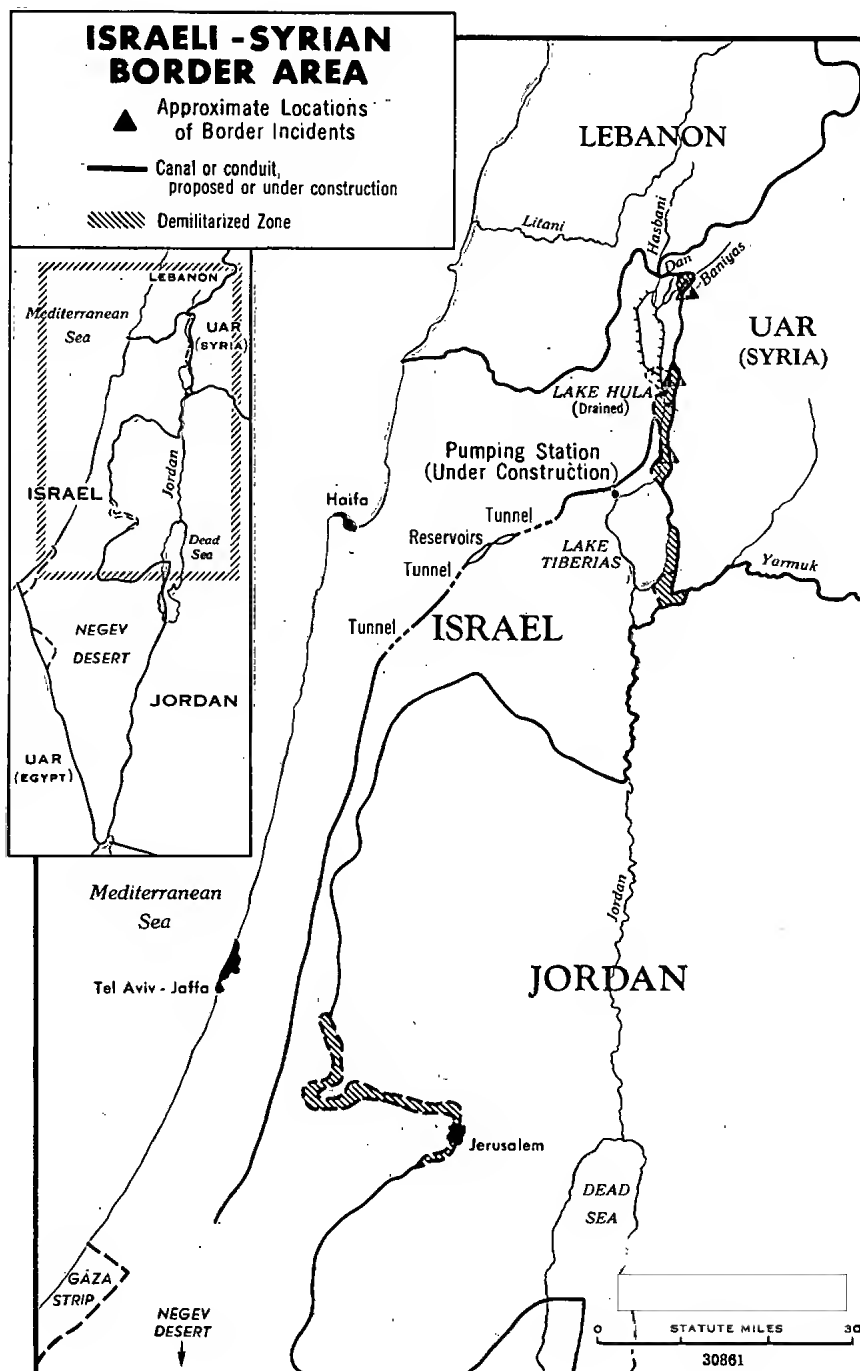 ISRAELI - SYRIAN
BORDER AREA
Approximate Locations
of Border Incidents
Canal or conduit,
proposed or under construction
Demilitarized Zone
LEBANON
Mediterranean
Sea
UAR
(SYRIA)
ISRAEL
Jordan
Dead
Sea
NEGEV
DESERT
JORDAN
UAR
(EGYPT)
LEBANON
Litani
Hasbani
Dan
Baniyas
UAR
(SYRIA)
LAKE HULA
(Drained)
Pumping Station
(Under Construction)
Haifa
Tunnel
Reservoirs
LAKE
TIBERIAS
Tunnel
Yarmuk
Tunnel
ISRAEL
Mediterranean
Sea
Jordan
Tel Aviv - Jaffa
JORDAN
Jerusalem
DEAD
SEA
GAZA
STRIP
NEGEV
DESERT
0 STATUTE MILES 30
30861